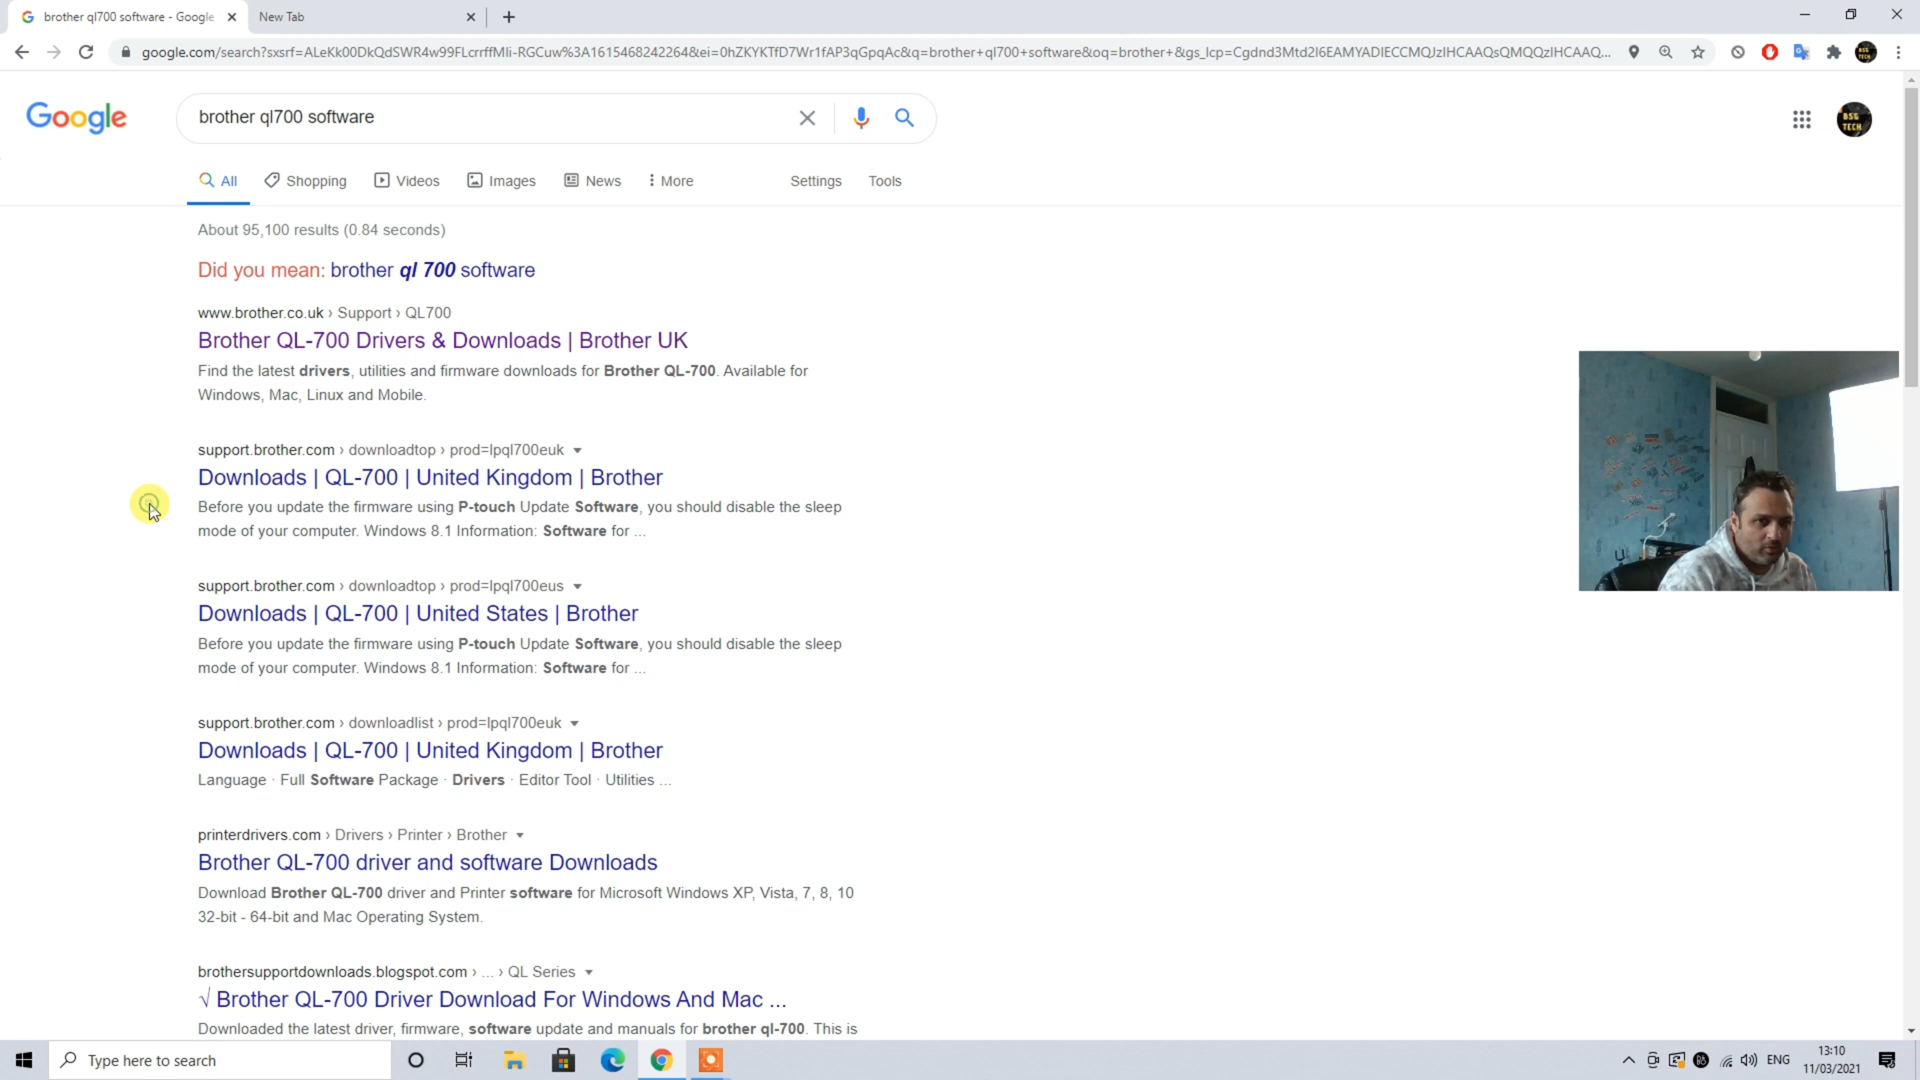 brother ql700 software - Google
New Tab
google.com/search?sxsrf=ALeKk00DkQdSWR4w99FLcrrffMIi-RGCuw%3A1615468242264&ei=0hZKYKTfD7Wr1fAP3qGpqAc&q=brother+ql700+software&oq=brother+&gs_lcp=Cgdnd3Mtd2l6EAMYADIECCMQJzIHCAAQsQMQQzIHCAAQ...
Google
brother ql700 software
BSG TECH
All Shopping Videos Images News More Settings Tools
About 95,100 results (0.84 seconds)
Did you mean: brother ql 700 software
www.brother.co.uk › Support › QL700
Brother QL-700 Drivers & Downloads | Brother UK
Find the latest drivers, utilities and firmware downloads for Brother QL-700. Available for
Windows, Mac, Linux and Mobile.
support.brother.com › downloadtop › prod=lpql700euk
Downloads | QL-700 | United Kingdom | Brother
Before you update the firmware using P-touch Update Software, you should disable the sleep
mode of your computer. Windows 8.1 Information: Software for ...
support.brother.com › downloadtop › prod=lpql700eus
Downloads | QL-700 | United States | Brother
Before you update the firmware using P-touch Update Software, you should disable the sleep
mode of your computer. Windows 8.1 Information: Software for ...
support.brother.com › downloadlist › prod=lpql700euk
Downloads | QL-700 | United Kingdom | Brother
Language · Full Software Package · Drivers · Editor Tool · Utilities ...
printerdrivers.com › Drivers › Printer › Brother
Brother QL-700 driver and software Downloads
Download Brother QL-700 driver and Printer software for Microsoft Windows XP, Vista, 7, 8, 10
32-bit - 64-bit and Mac Operating System.
brothersupportdownloads.blogspot.com › ... › QL Series
√ Brother QL-700 Driver Download For Windows And Mac ...
Downloaded the latest driver, firmware, software update and manuals for brother ql-700. This is
Type here to search
ENG
13:10
11/03/2021